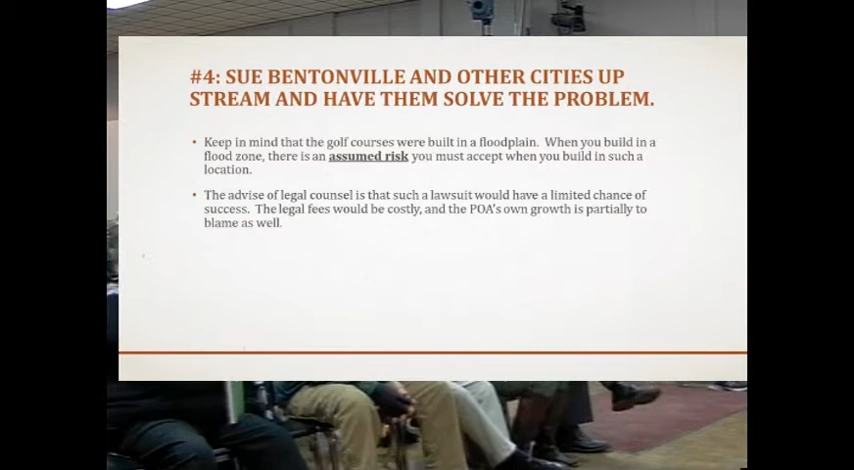 #4: SUE BENTONVILLE AND OTHER CITIES UP
STREAM AND HAVE THEM SOLVE THE PROBLEM.
• Keep in mind that the golf courses were built in a floodplain. When you build in a
flood zone, there is an assumed risk you must accept when you build in such a
location.
• The advise of legal counsel is that such a lawsuit would have a limited chance of
success. The legal fees would be costly, and the POA's own growth is partially to
blame as well.